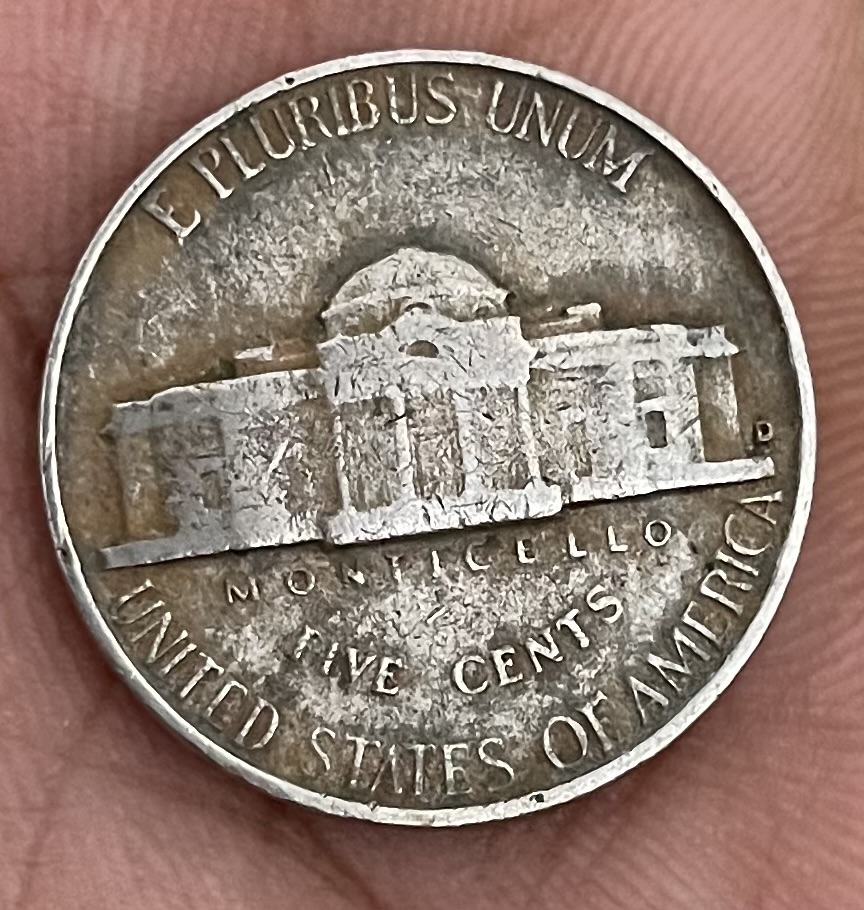 E PLURIBUS UNUM
D
MONTICELLO
FIVE CENTS
UNITED STATES OF AMERICA